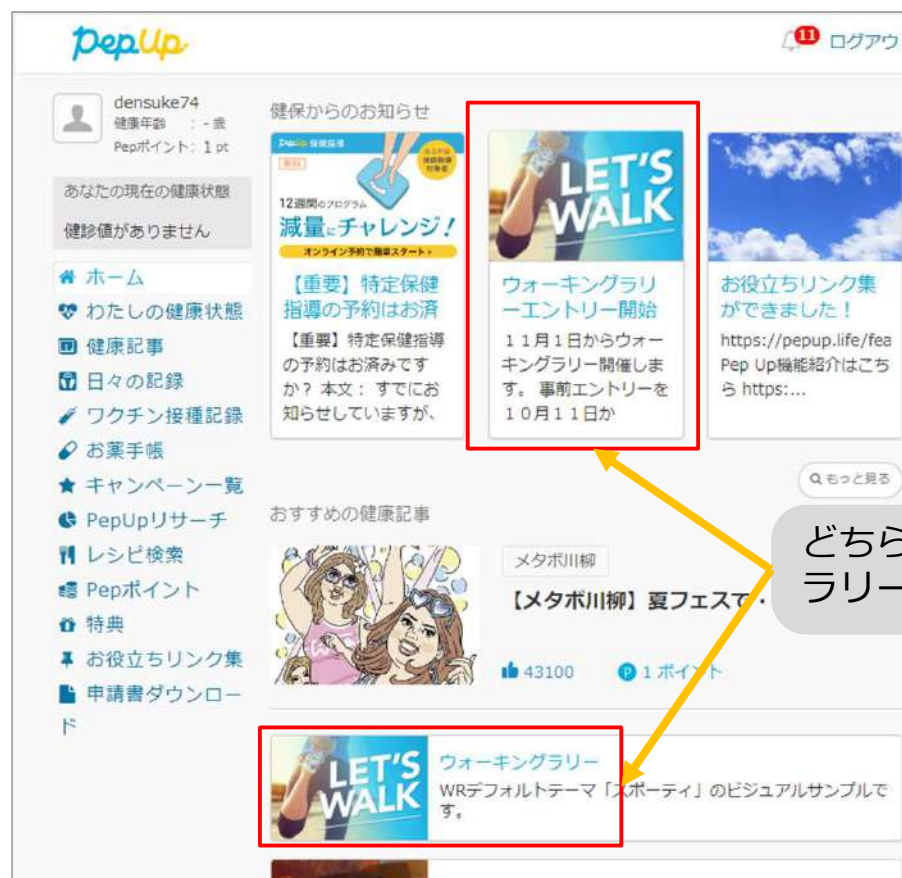 PepUp
11 ログアウ
densuke74
健康年齢 : - 歳
Pepポイント: 1 pt
あなたの現在の健康状態
健診値がありません
ホーム
わたしの健康状態
健康記事
日々の記録
ワクチン接種記録
お薬手帳
キャンペーン一覧
PepUpリサーチ
レシピ検索
Pepポイント
特典
お役立ちリンク集
申請書ダウンロー
ド
健保からのお知らせ
PepUp 保健指導
無料
12週間のプログラム
減量にチャレンジ!
オンライン予約で簡単スタート
【重要】特定保健
指導の予約はお済
【重要】特定保健指導
の予約はお済みです
か? 本文: すでにお
知らせしていますが、
LET'S
WALK
ウォーキングラリ
ーエントリー開始
11月1日からウォー
キングラリー開催しま
す。 事前エントリーを
10月11日か
お役立ちリンク集
ができました!
https://pepup.life/fea
Pep Up機能紹介はこち
ら https:...
もっと見る
どちら
ラリー
おすすめの健康記事
メタボ川柳
【メタボ川柳】夏フェスで・
43100
P 1 ポイント
LET'S
WALK
ウォーキングラリー
WRデフォルトテーマ「スポーティ」のビジュアルサンプルで
す。